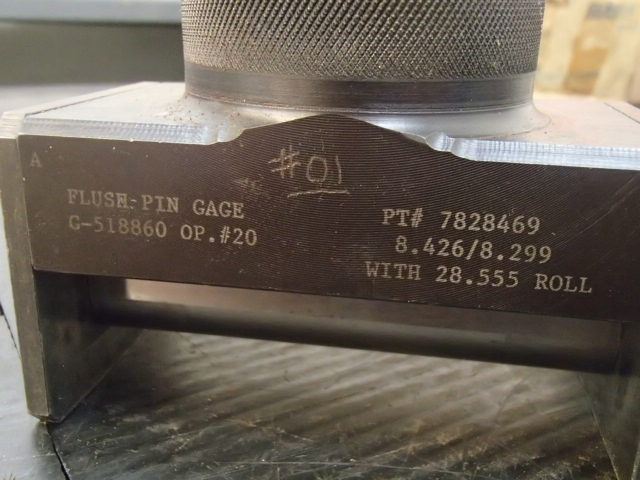 A
#01
FLUSH-PIN GAGE
G-518860 OP.#20
PT# 7828469
8.426/8.299
WITH 28.555 ROLL